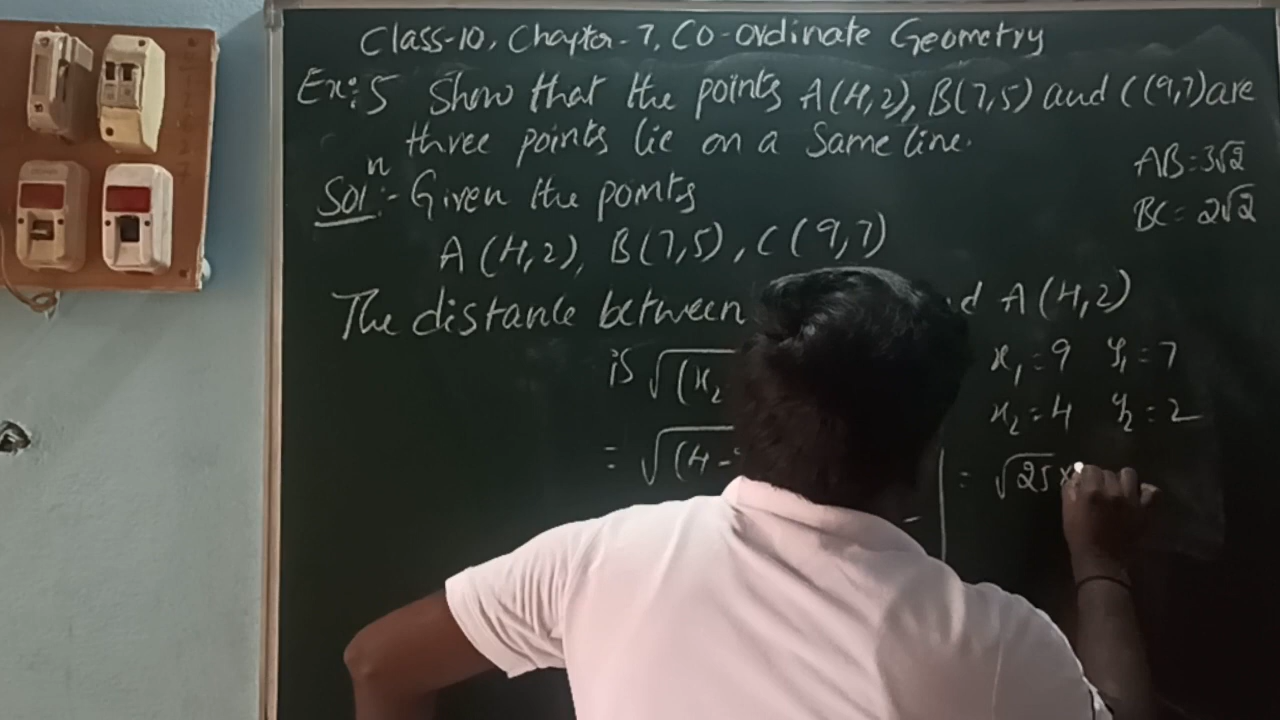 Class-10, Chapter-7, Co-ordinate Geometry
Ex:5 Show that the points A(4,2), B(7,5) and C(9,7) are
three points lie on a Same line.
AB=3√2
BC=2√2
Solⁿ:- Given the points
A(4,2), B(7,5), C(9,7)
The distance between A(4,2)
is √(x₂
x₁=9 y₁=7
x₂=4 y₂=2
= √(4-
= √25×